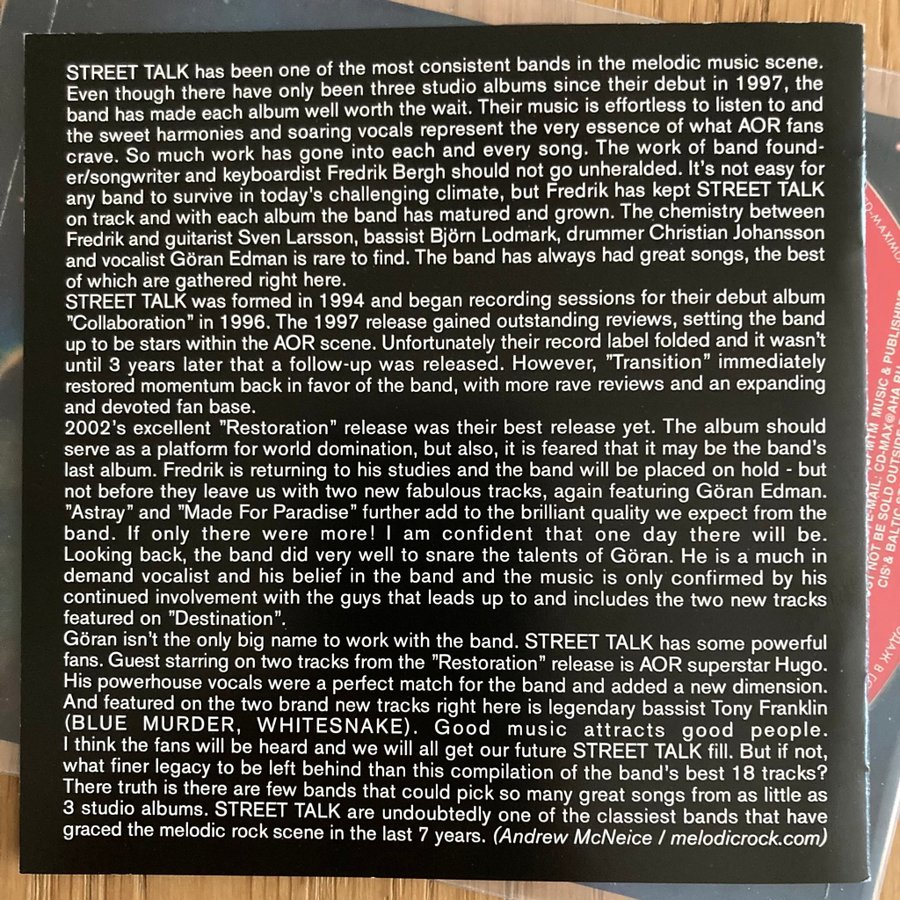 STREET TALK has been one of the most consistent bands in the melodic music scene.
Even though there have only been three studio albums since their debut in 1997, the
band has made each album well worth the wait. Their music is effortless to listen to and
the sweet harmonies and soaring vocals represent the very essence of what AOR fans
crave. So much work has gone into each and every song. The work of band found-
er/songwriter and keyboardist Fredrik Bergh should not go unheralded. It's not easy for
any band to survive in today's challenging climate, but Fredrik has kept STREET TALK
on track and with each album the band has matured and grown. The chemistry between
Fredrik and guitarist Sven Larsson, bassist Björn Lodmark, drummer Christian Johansson
and vocalist Göran Edman is rare to find. The band has always had great songs, the best
of which are gathered right here.
STREET TALK was formed in 1994 and began recording sessions for their debut album
"Collaboration" in 1996. The 1997 release gained outstanding reviews, setting the band
up to be stars within the AOR scene. Unfortunately their record label folded and it wasn't
until 3 years later that a follow-up was released. However, "Transition" immediately
restored momentum back in favor of the band, with more rave reviews and an expanding
and devoted fan base.
2002's excellent "Restoration" release was their best release yet. The album should
serve as a platform for world domination, but also, it is feared that it may be the band's
last album. Fredrik is returning to his studies and the band will be placed on hold - but
not before they leave us with two new fabulous tracks, again featuring Göran Edman.
"Astray" and "Made For Paradise" further add to the brilliant quality we expect from the
band. If only there were more! I am confident that one day there will be.
Looking back, the band did very well to snare the talents of Göran. He is a much in
demand vocalist and his belief in the band and the music is only confirmed by his
continued involvement with the guys that leads up to and includes the two new tracks
featured on "Destination".
Göran isn't the only big name to work with the band. STREET TALK has some powerful
fans. Guest starring on two tracks from the "Restoration" release is AOR superstar Hugo.
His powerhouse vocals were a perfect match for the band and added a new dimension.
And featured on the two brand new tracks right here is legendary bassist Tony Franklin
(BLUE MURDER, WHITESNAKE). Good music attracts good people.
I think the fans will be heard and we will all get our future STREET TALK fill. But if not,
what finer legacy to be left behind than this compilation of the band's best 18 tracks?
There truth is there are few bands that could pick so many great songs from as little as
3 studio albums. STREET TALK are undoubtedly one of the classiest bands that have
graced the melodic rock scene in the last 7 years. (Andrew McNeice / melodicrock.com)
MTM MUSIC & PUBLISHING
E-MAIL: CD-MAX@AHA.RU
NOT BE SOLD OUTSIDE
CIS & BALTIC